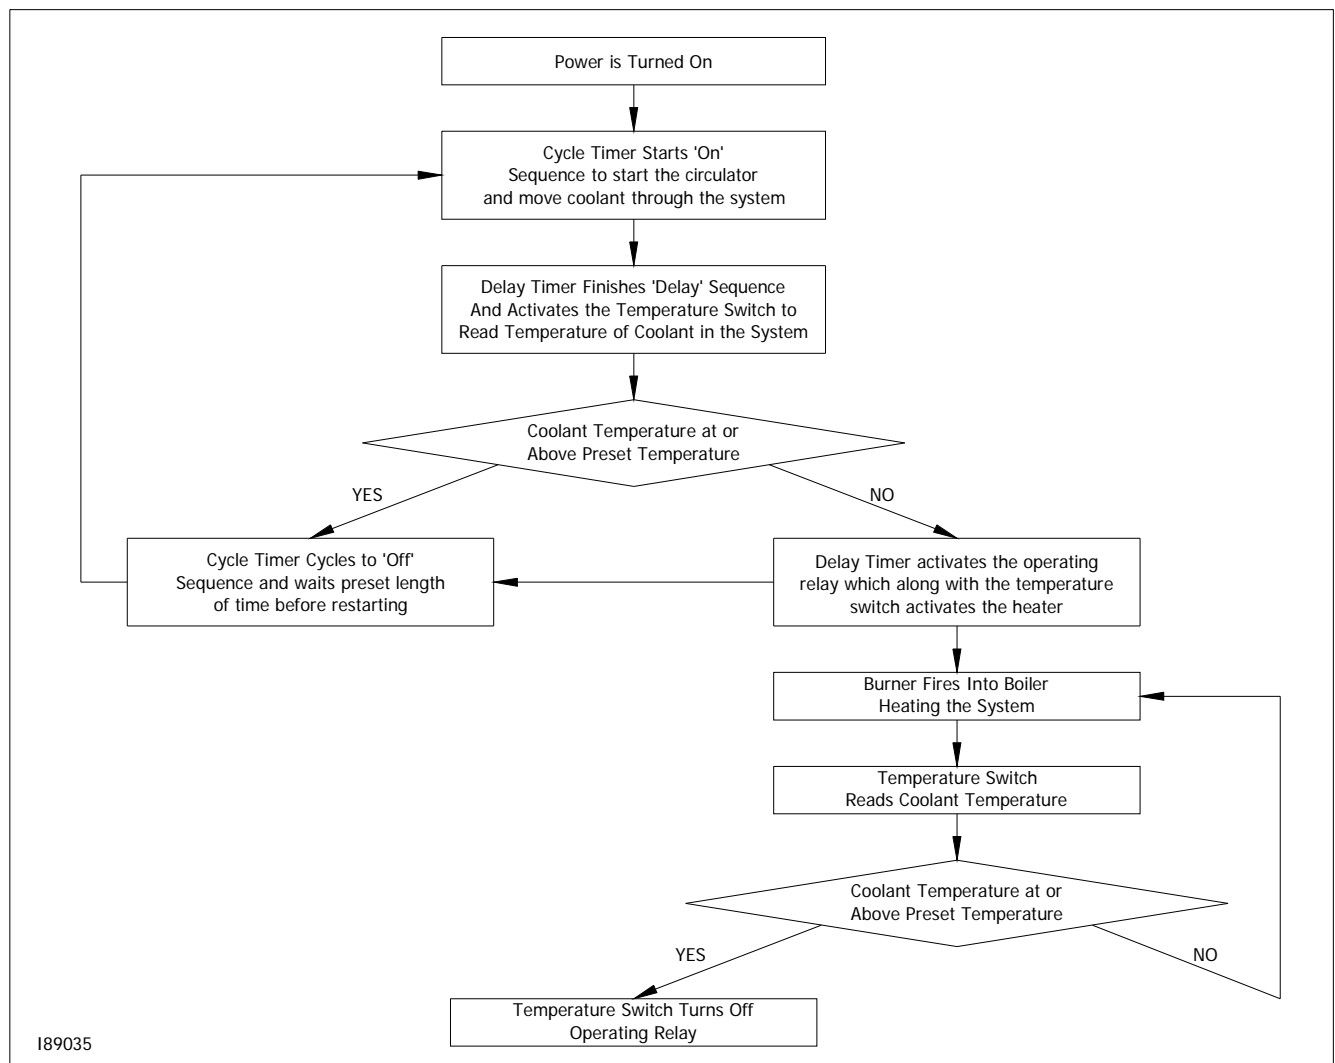 Power is Turned On
Cycle Timer Starts 'On'
Sequence to start the circulator
and move coolant through the system
Delay Timer Finishes 'Delay' Sequence
And Activates the Temperature Switch to
Read Temperature of Coolant in the System
Coolant Temperature at or
Above Preset Temperature
YES
NO
Cycle Timer Cycles to 'Off'
Sequence and waits preset length
of time before restarting
Delay Timer activates the operating
relay which along with the temperature
switch activates the heater
Burner Fires Into Boiler
Heating the System
Temperature Switch
Reads Coolant Temperature
Coolant Temperature at or
Above Preset Temperature
YES
NO
Temperature Switch Turns Off
Operating Relay
I89035